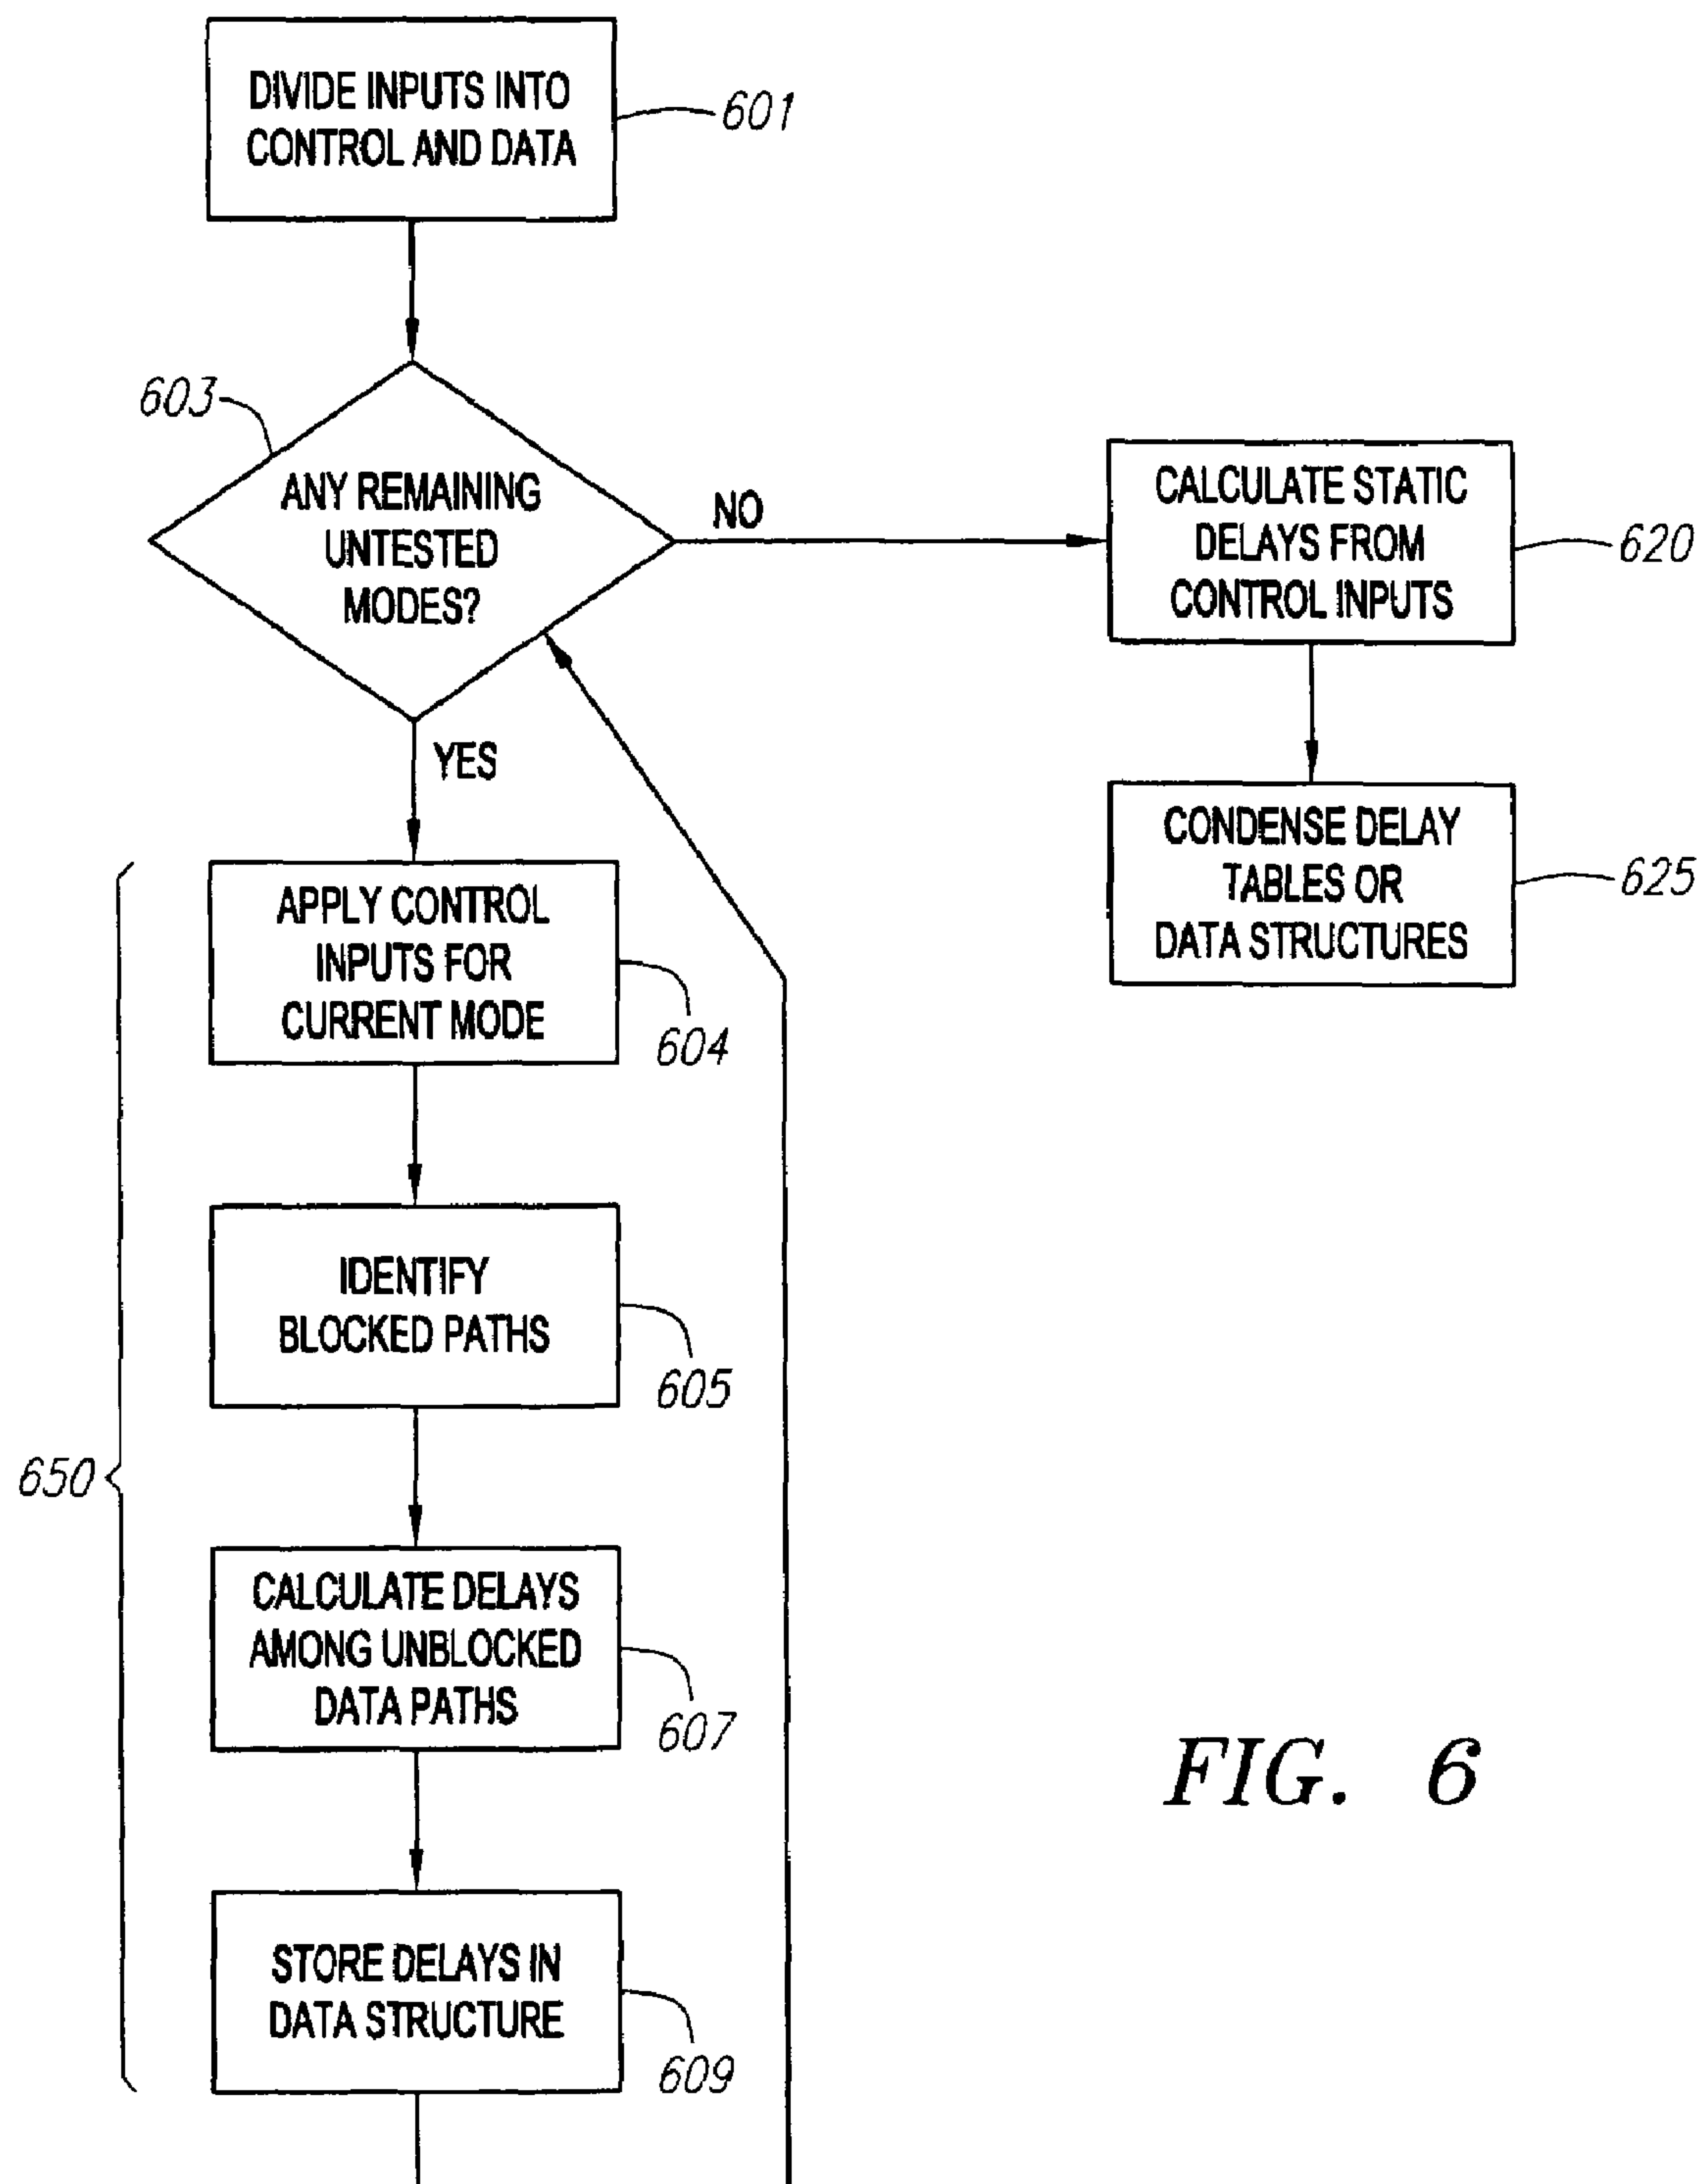 DIVIDE INPUTS INTO
CONTROL AND DATA
601
603
ANY REMAINING
UNTESTED
MODES?
NO
CALCULATE STATIC
DELAYS FROM
CONTROL INPUTS
620
YES
CONDENSE DELAY
TABLES OR
DATA STRUCTURES
625
APPLY CONTROL
INPUTS FOR
CURRENT MODE
604
IDENTIFY
BLOCKED PATHS
605
650
CALCULATE DELAYS
AMONG UNBLOCKED
DATA PATHS
607
STORE DELAYS IN
DATA STRUCTURE
609
FIG. 6